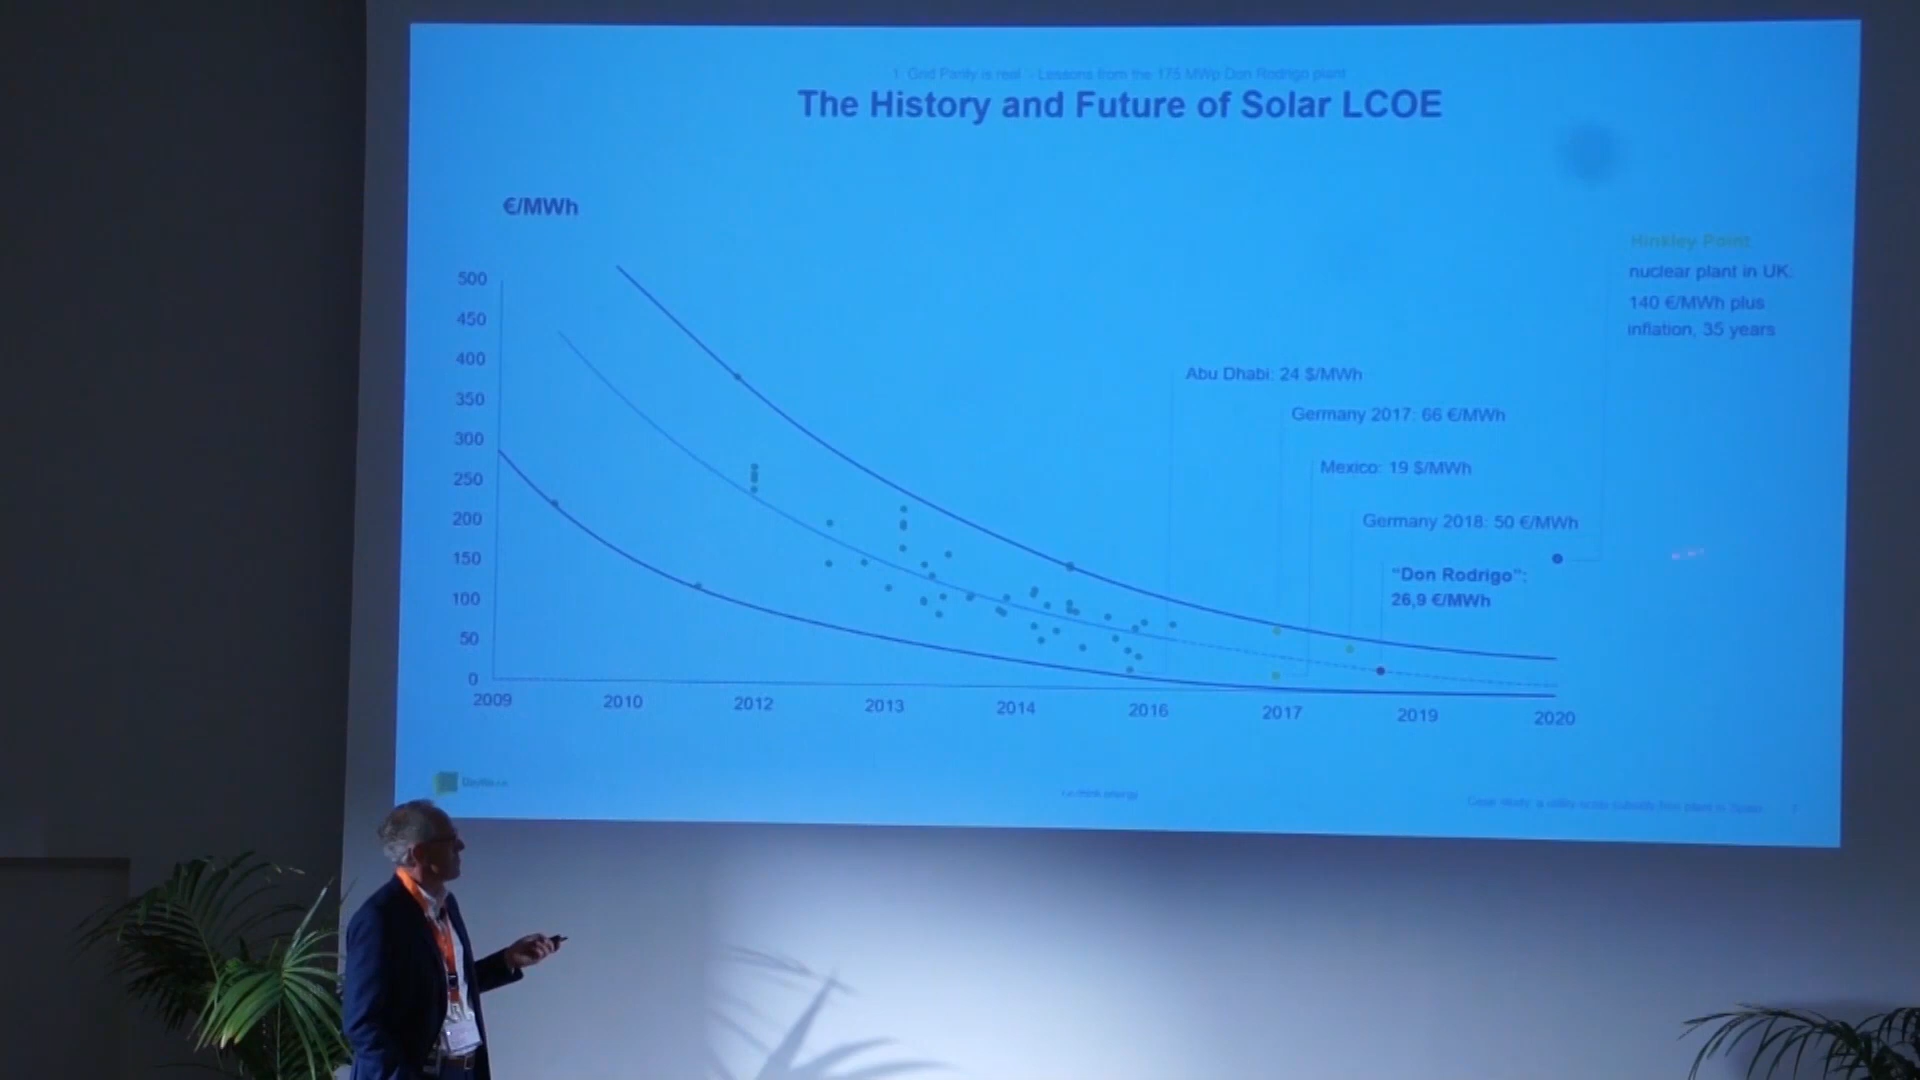 1. Grid Parity is real - Lessons from the 175 MWp Don Rodrigo plant
The History and Future of Solar LCOE
€/MWh
500
450
400
350
300
250
200
150
100
50
0
2009
2010
2012
2013
2014
2016
2017
2019
2020
Abu Dhabi: 24 $/MWh
Germany 2017: 66 €/MWh
Mexico: 19 $/MWh
Germany 2018: 50 €/MWh
"Don Rodrigo":
26,9 €/MWh
Hinkley Point
nuclear plant in UK:
140 €/MWh plus
inflation, 35 years